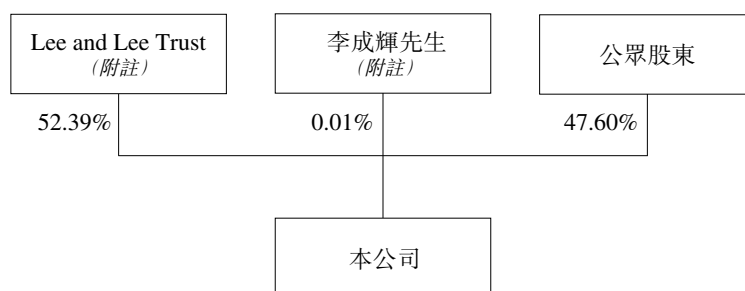 Lee and Lee Trust
(附註)
李成輝先生
(附註)
公眾股東
52.39%
0.01%
47.60%
本公司